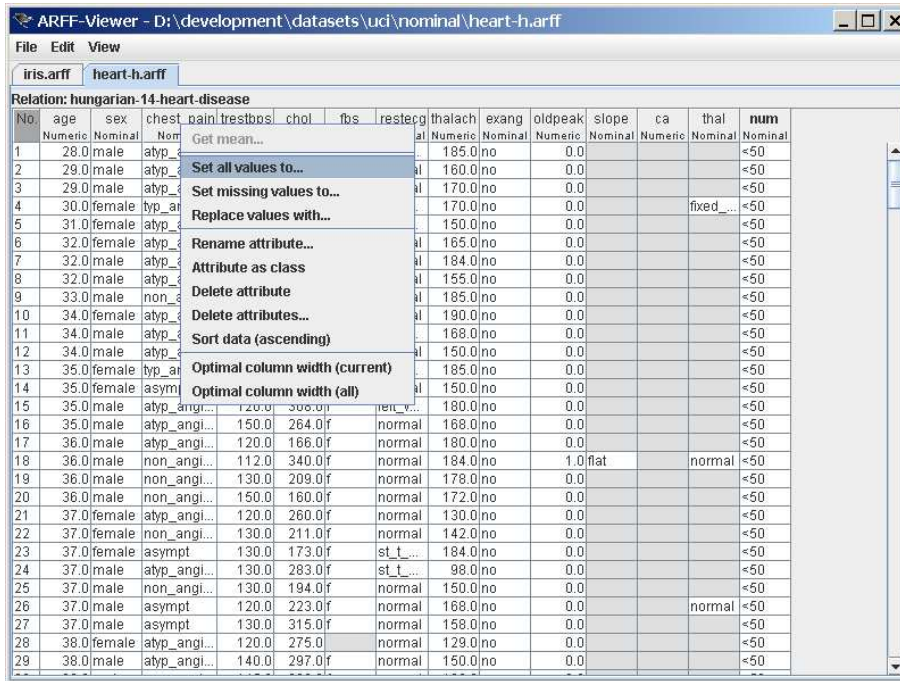 ARFF-Viewer - D:\development\datasets\uci\nominal\heart-h.arff
File Edit View
iris.arff heart-h.arff
Relation: hungarian-14-heart-disease
No. age sex chest_pain trestbps chol fbs restecg thalach exang oldpeak slope ca thal num
Numeric Nominal Nom al Numeric Nominal Numeric Nominal Numeric Nominal Nominal
Get mean...
Set all values to...
Set missing values to...
Replace values with...
Rename attribute...
Attribute as class
Delete attribute
Delete attributes...
Sort data (ascending)
Optimal column width (current)
Optimal column width (all)
1 28.0 male atyp_ 185.0 no 0.0 <50
2 29.0 male atyp_ al 160.0 no 0.0 <50
3 29.0 male atyp_ al 170.0 no 0.0 <50
4 30.0 female typ_ar 170.0 no 0.0 fixed_... <50
5 31.0 female atyp_ 150.0 no 0.0 <50
6 32.0 female atyp_ al 165.0 no 0.0 <50
7 32.0 male atyp_ al 184.0 no 0.0 <50
8 32.0 male atyp_ al 155.0 no 0.0 <50
9 33.0 male non_a al 185.0 no 0.0 <50
10 34.0 female atyp_ al 190.0 no 0.0 <50
11 34.0 male atyp_ 168.0 no 0.0 <50
12 34.0 male atyp_ al 150.0 no 0.0 <50
13 35.0 female typ_ar 185.0 no 0.0 <50
14 35.0 female asym al 150.0 no 0.0 <50
15 35.0 male atyp_angi... 120.0 308.0 f left_v... 180.0 no 0.0 <50
16 35.0 male atyp_angi... 150.0 264.0 f normal 168.0 no 0.0 <50
17 36.0 male atyp_angi... 120.0 166.0 f normal 180.0 no 0.0 <50
18 36.0 male non_angi... 112.0 340.0 f normal 184.0 no 1.0 flat normal <50
19 36.0 male non_angi... 130.0 209.0 f normal 178.0 no 0.0 <50
20 36.0 male non_angi... 150.0 160.0 f normal 172.0 no 0.0 <50
21 37.0 female atyp_angi... 120.0 260.0 f normal 130.0 no 0.0 <50
22 37.0 female non_angi... 130.0 211.0 f normal 142.0 no 0.0 <50
23 37.0 female asympt 130.0 173.0 f st_t_... 184.0 no 0.0 <50
24 37.0 male atyp_angi... 130.0 283.0 f st_t_... 98.0 no 0.0 <50
25 37.0 male non_angi... 130.0 194.0 f normal 150.0 no 0.0 <50
26 37.0 male asympt 120.0 223.0 f normal 168.0 no 0.0 normal <50
27 37.0 male asympt 130.0 315.0 f normal 158.0 no 0.0 <50
28 38.0 female atyp_angi... 120.0 275.0 normal 129.0 no 0.0 <50
29 38.0 male atyp_angi... 140.0 297.0 f normal 150.0 no 0.0 <50